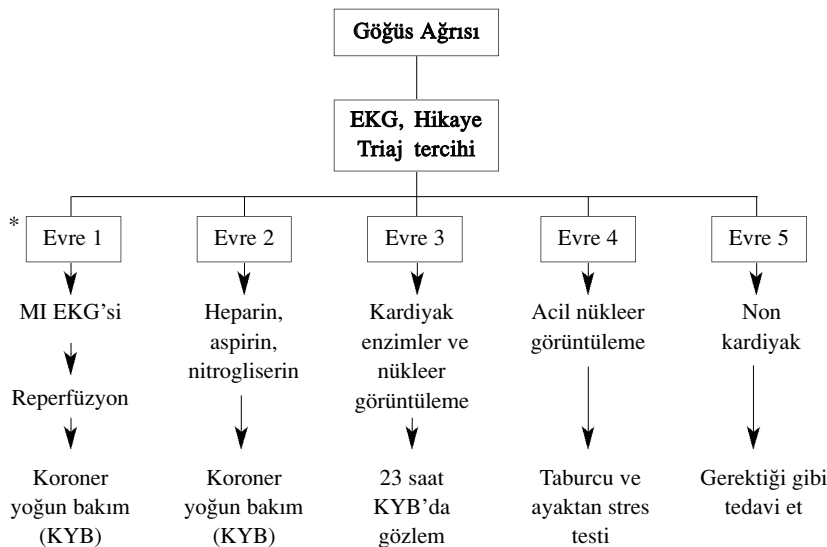 Göğüs Ağrısı
EKG, Hikaye
Triaj tercihi
*
Evre 1
Evre 2
Evre 3
Evre 4
Evre 5
MI EKG’si
Heparin,
aspirin,
nitrogliserin
Kardiyak
enzimler ve
nükleer
görüntüleme
Acil nükleer
görüntüleme
Non
kardiyak
Reperfüzyon
Koroner
yoğun bakım
(KYB)
Koroner
yoğun bakım
(KYB)
23 saat
KYB’da
gözlem
Taburcu ve
ayaktan stres
testi
Gerektiği gibi
tedavi et